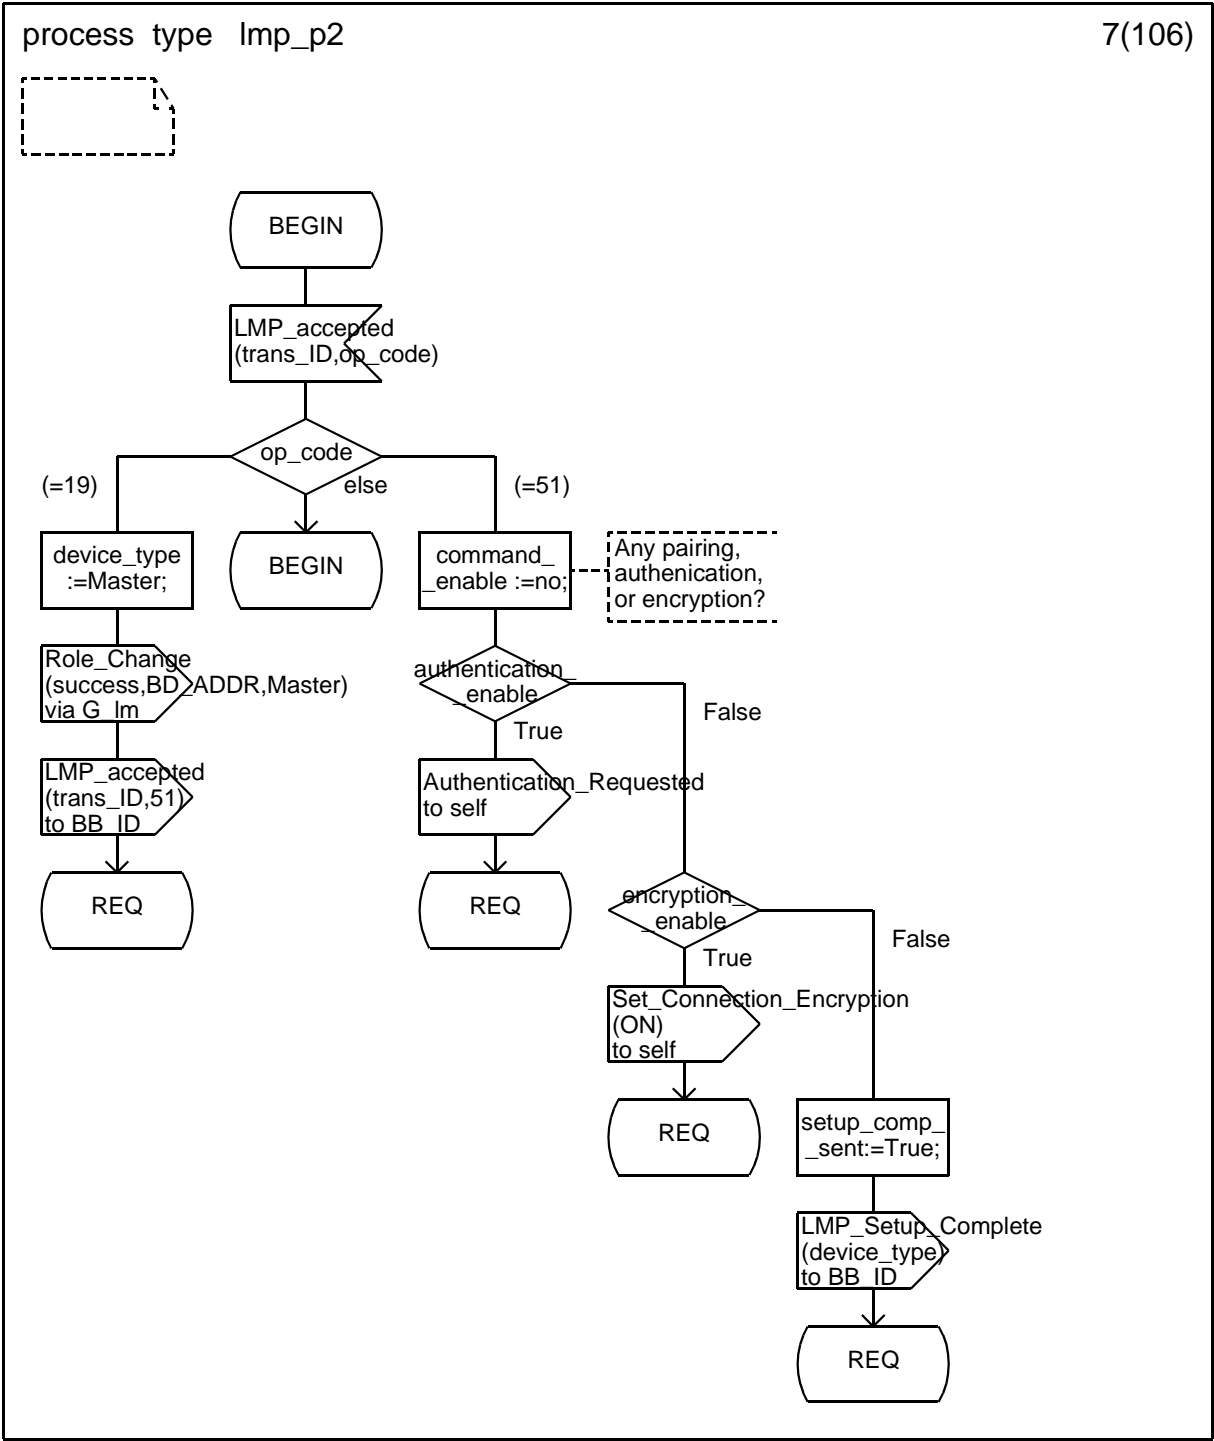 process type lmp_p2
7(106)
BEGIN
LMP_accepted
(trans_ID,op_code)
op_code
(=19)
else
(=51)
device_type
:=Master;
BEGIN
command_
_enable :=no;
Any pairing,
authenication,
or encryption?
Role_Change
(success,BD_ADDR,Master)
via G_lm
authentication_
_enable
False
True
LMP_accepted
(trans_ID,51)
to BB_ID
Authentication_Requested
to self
REQ
REQ
encryption_
_enable
False
True
Set_Connection_Encryption
(ON)
to self
REQ
setup_comp_
_sent:=True;
LMP_Setup_Complete
(device_type)
to BB_ID
REQ